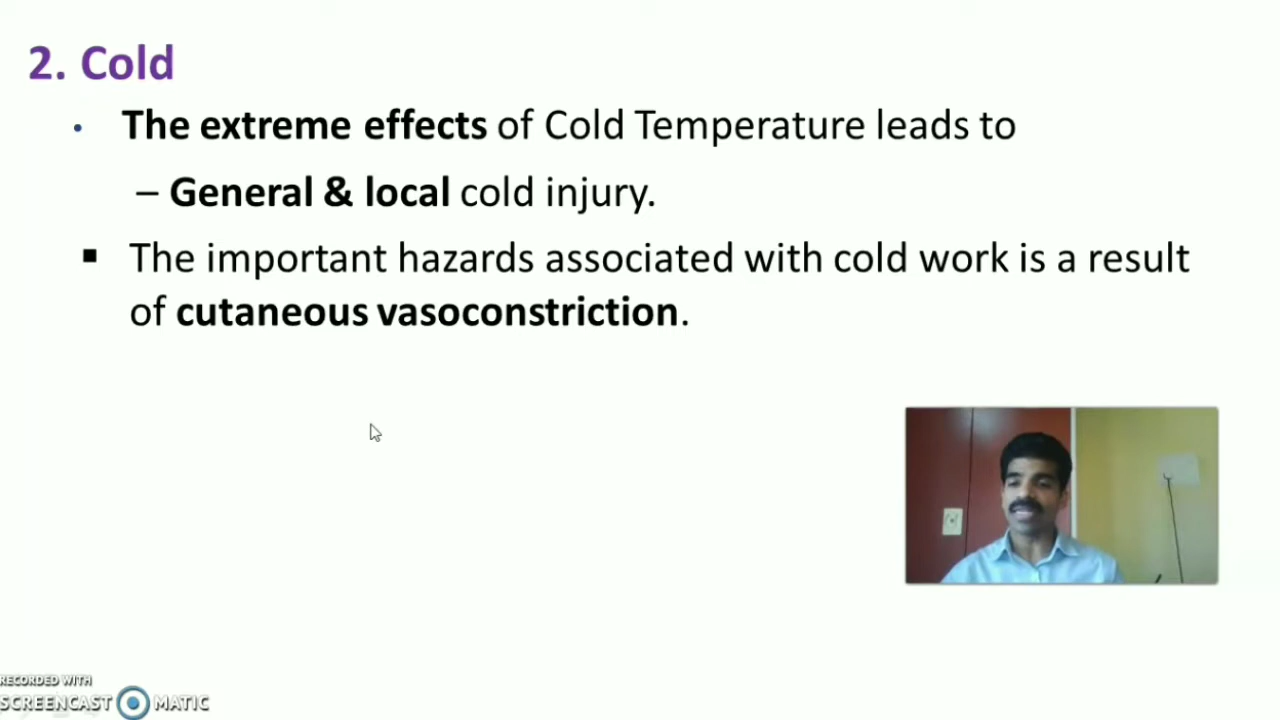 2. Cold
• The extreme effects of Cold Temperature leads to
– General & local cold injury.
▪ The important hazards associated with cold work is a result
of cutaneous vasoconstriction.
RECORDED WITH
SCREENCAST MATIC